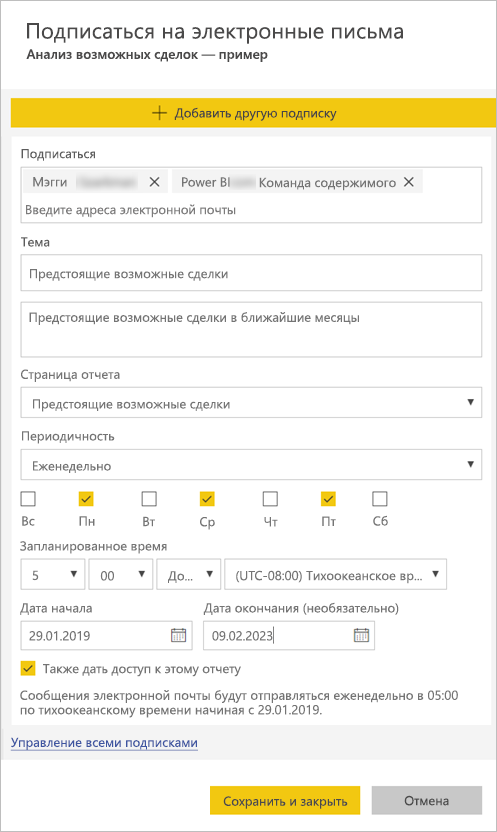 Подписаться на электронные письма
Анализ возможных сделок — пример
Добавить другую подписку
Подписаться
Мэгги Power BI Команда содержимого
Введите адреса электронной почты
Тема
Предстоящие возможные сделки
Предстоящие возможные сделки в ближайшие месяцы
Страница отчета
Предстоящие возможные сделки
Периодичность
Еженедельно
Вс Пн Вт Ср Чт Пт Сб
Запланированное время
5 00 До... (UTC-08:00) Тихоокеанское вр...
Дата начала Дата окончания (необязательно)
29.01.2019 09.02.2023
Также дать доступ к этому отчету
Сообщения электронной почты будут отправляться еженедельно в 05:00
по тихоокеанскому времени начиная с 29.01.2019.
Управление всеми подписками
Сохранить и закрыть Отмена